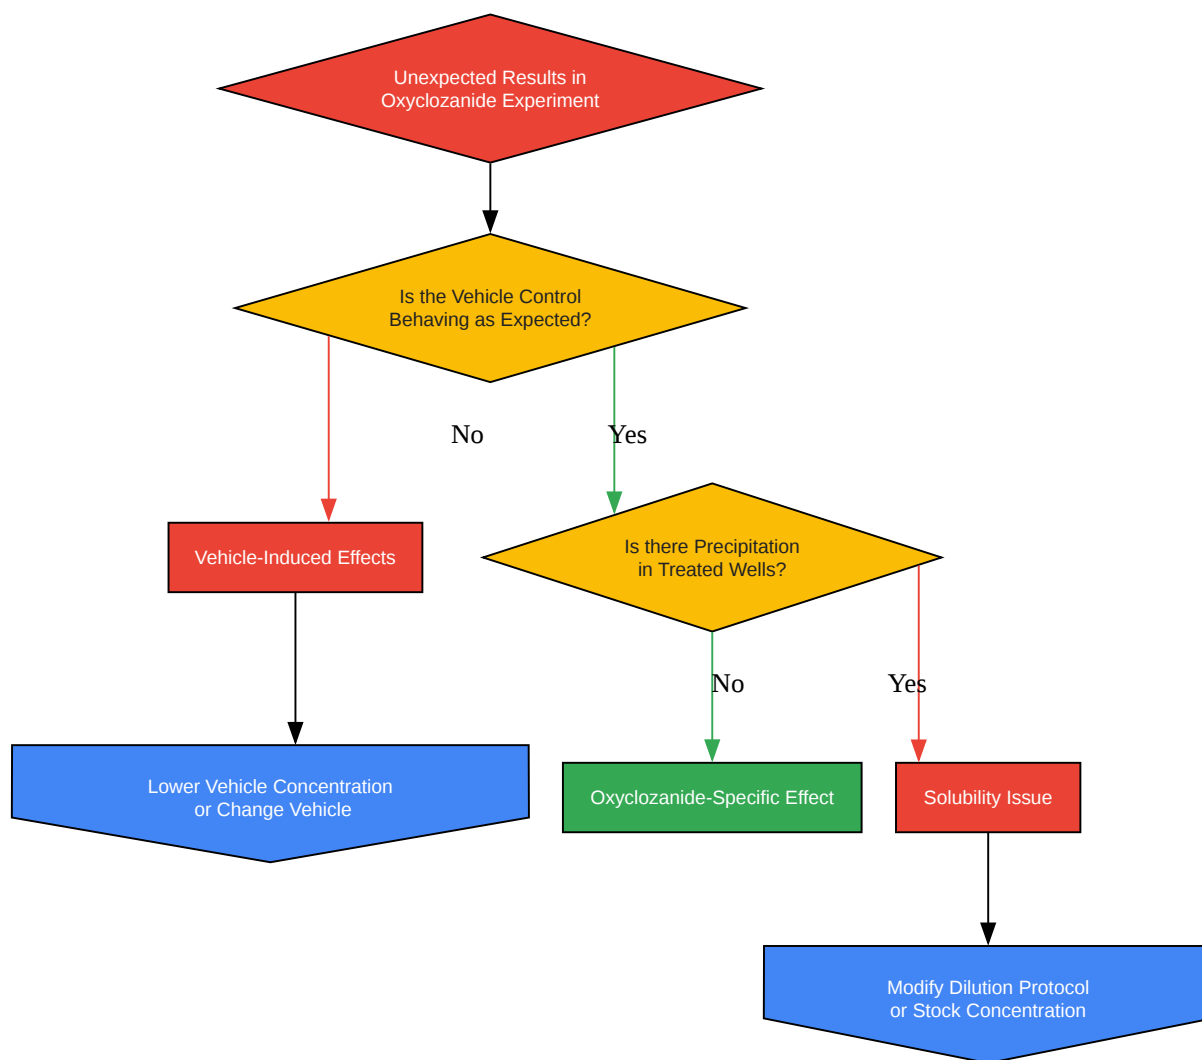 Unexpected Results in
Oxyclozanide Experiment
Is the Vehicle Control
Behaving as Expected?
No
Yes
Is there Precipitation
in Treated Wells?
Vehicle-Induced Effects
No
Yes
Lower Vehicle Concentration
or Change Vehicle
Oxyclozanide-Specific Effect
Solubility Issue
Modify Dilution Protocol
or Stock Concentration